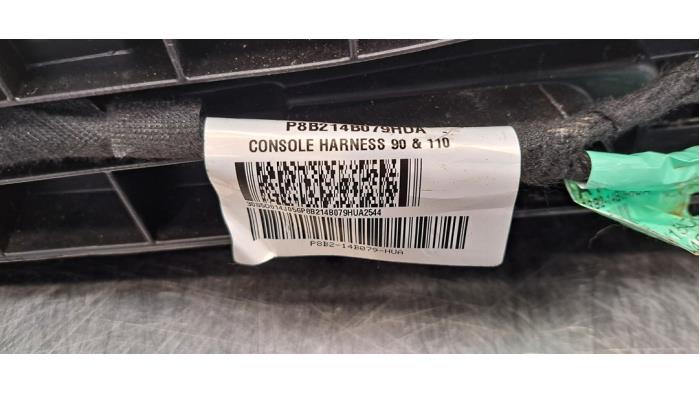 P8B214B079HUA
CONSOLE HARNESS 90 & 110
P8B2-14B079-HUA